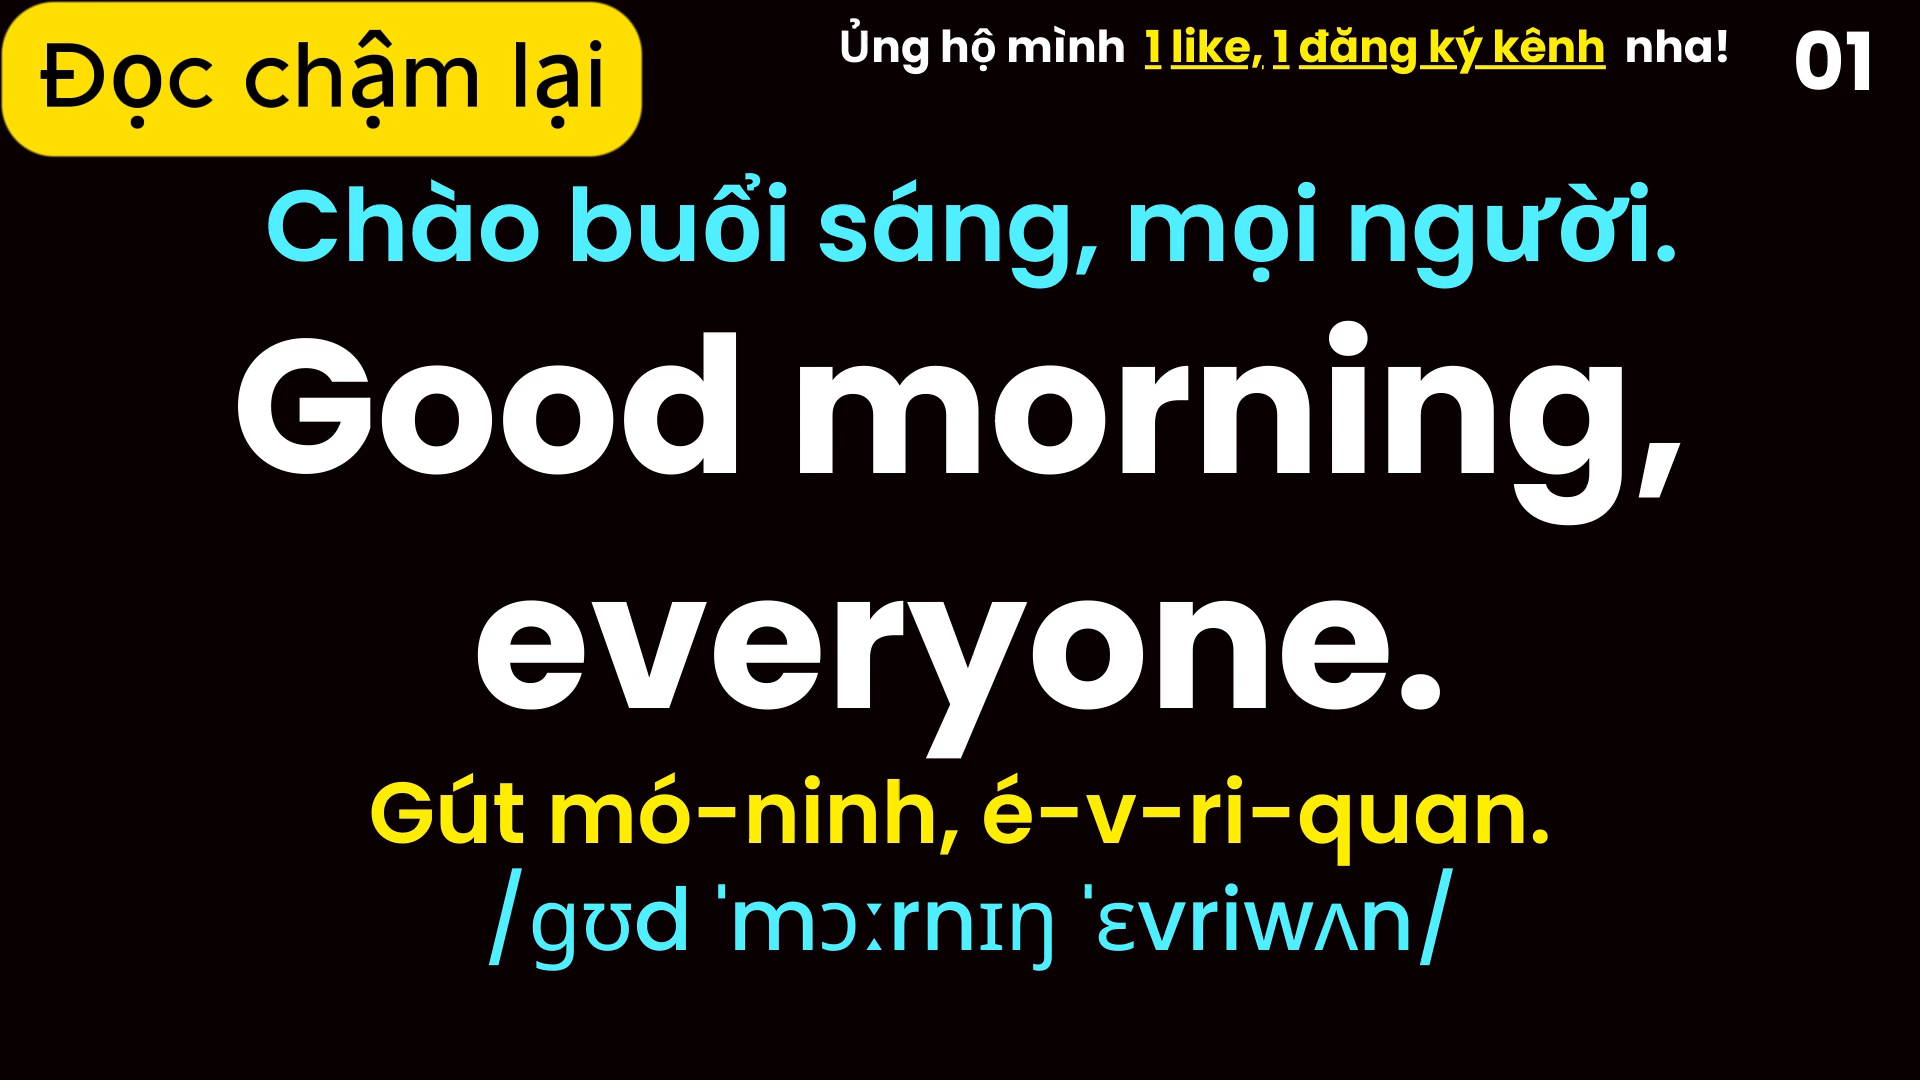 Đọc chậm lại
Ủng hộ mình 1 like, 1 đăng ký kênh nha!
01
Chào buổi sáng, mọi người.
Good morning,
everyone.
Gút mó-ninh, é-v-ri-quan.
/ɡʊd ˈmɔːrnɪŋ ˈɛvriwʌn/